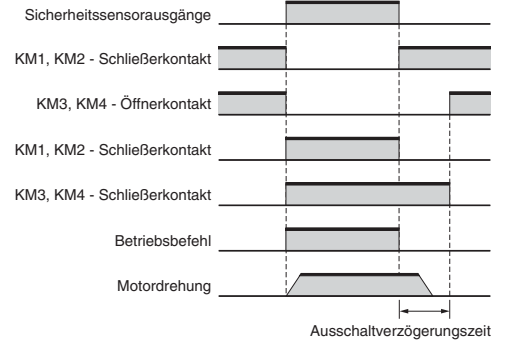 Sicherheitssensorausgänge
KM1, KM2 - Schließerkontakt
KM3, KM4 - Öffnerkontakt
KM1, KM2 - Schließerkontakt
KM3, KM4 - Schließerkontakt
Betriebsbefehl
Motordrehung
Ausschaltverzögerungszeit